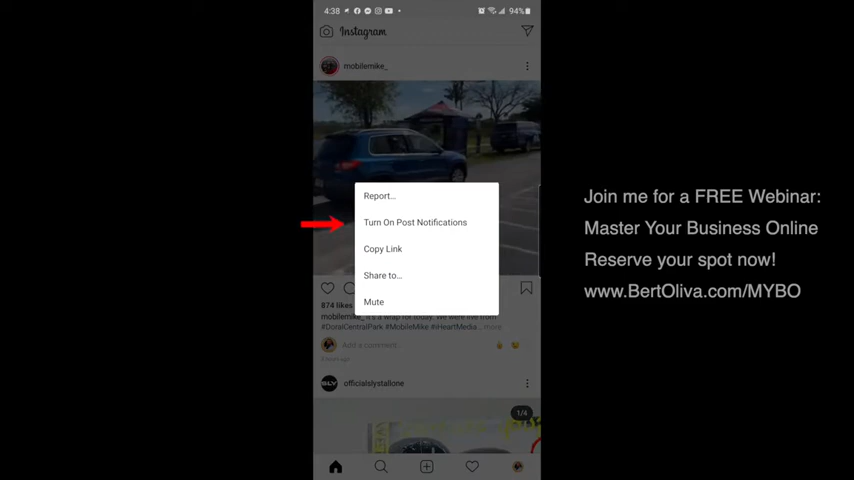 4:38
94%
Instagram
mobilemike_
Report...
Turn On Post Notifications
Copy Link
Share to...
Mute
874 likes
mobilemike_ It's a wrap for today. We were live from
#DoralCentralPark #MobileMike #iHeartMedia... more
Add a comment...
officialslystallone
1/4
Join me for a FREE Webinar:
Master Your Business Online
Reserve your spot now!
www.BertOliva.com/MYBO